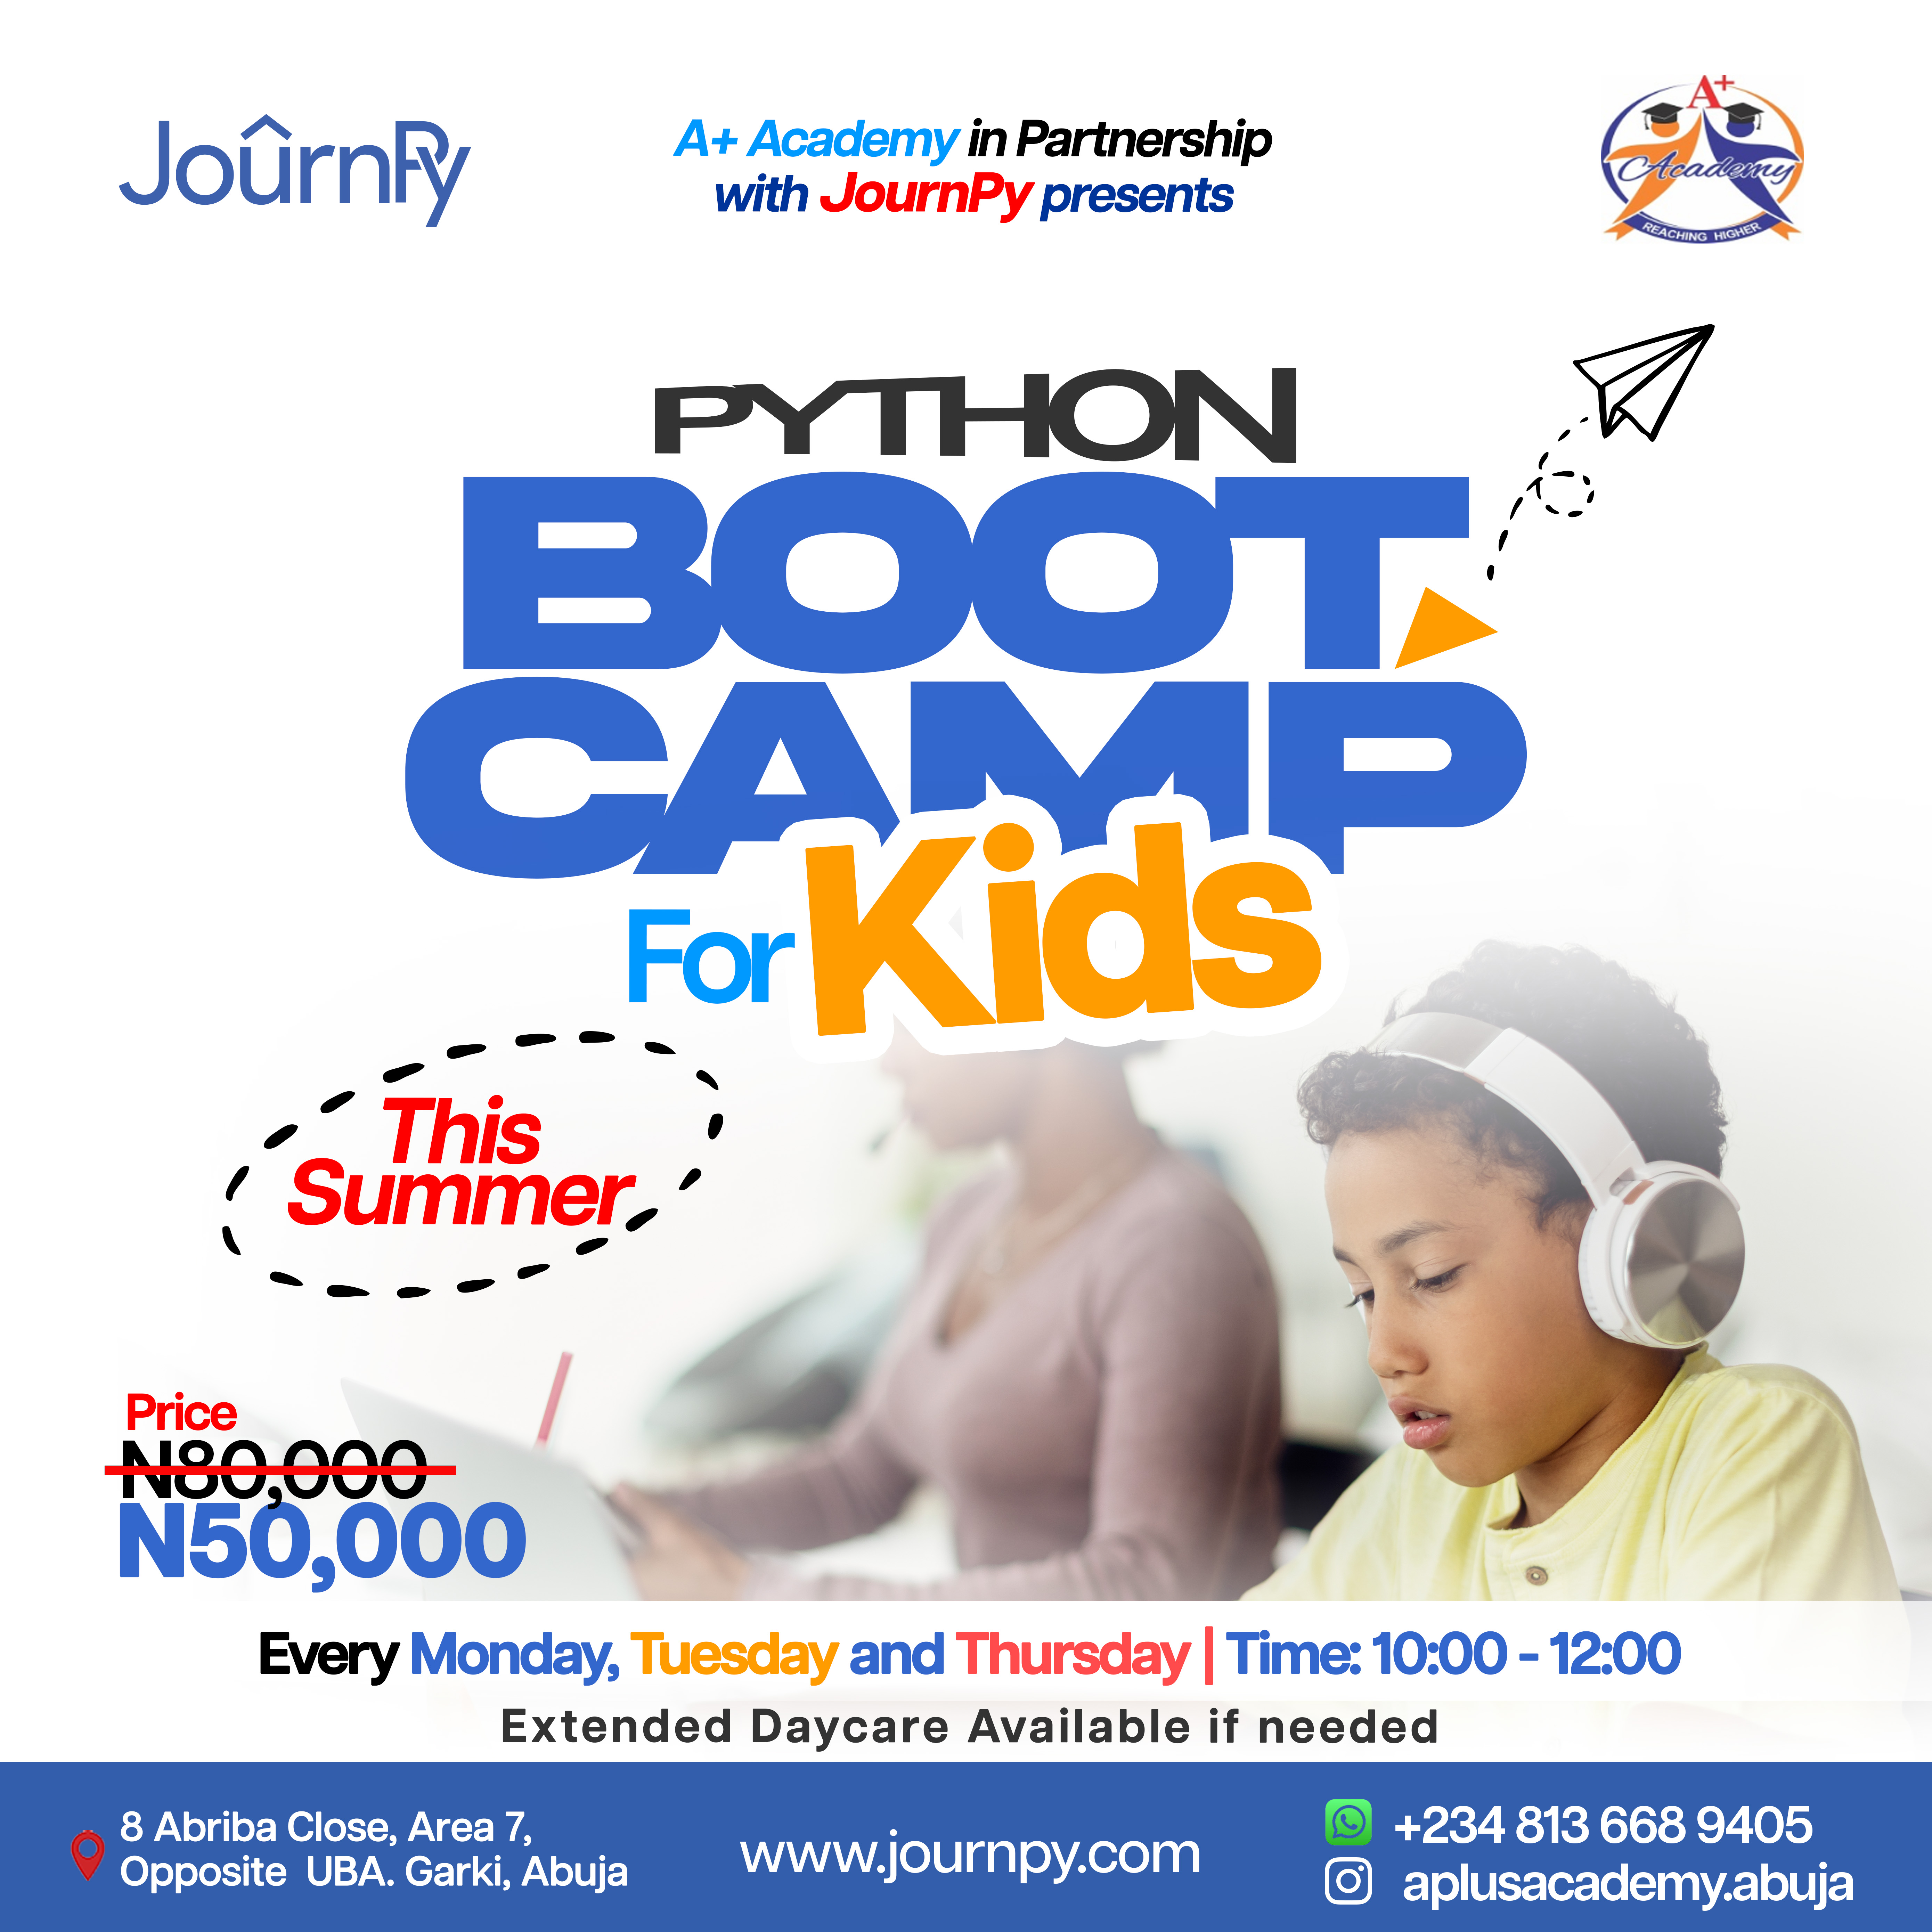 JournPy
A+ Academy in Partnership
with JournPy presents
A+
Academy
REACHING HIGHER
PYTHON
BOOT
CAMP
For Kids
This
Summer
Price
N80,000
N50,000
Every Monday, Tuesday and Thursday | Time: 10:00 - 12:00
Extended Daycare Available if needed
8 Abriba Close, Area 7,
Opposite UBA. Garki, Abuja
www.journpy.com
+234 813 668 9405
aplusacademy.abuja